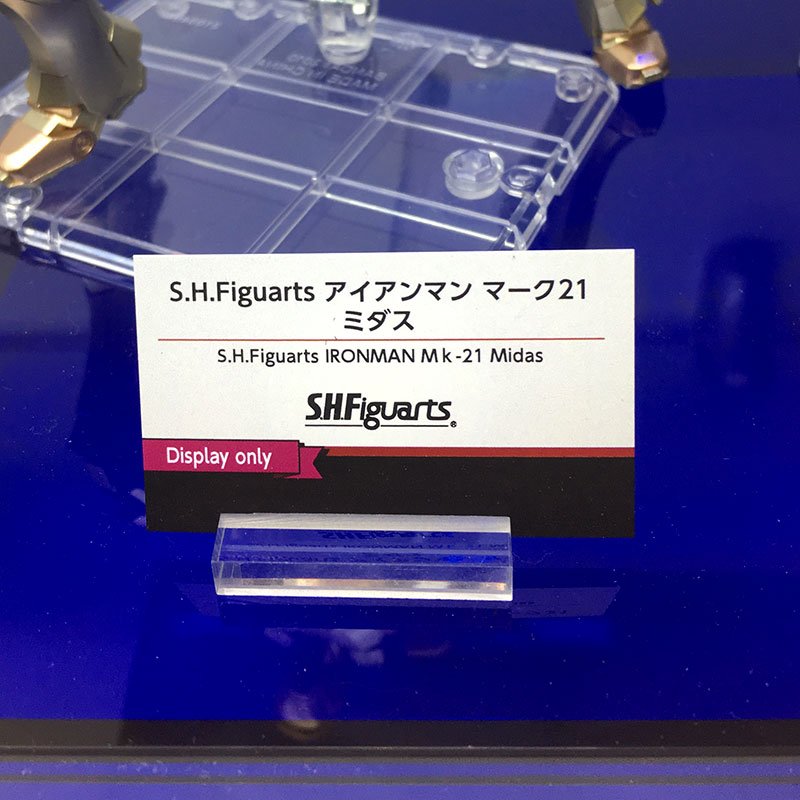 S.H.Figuarts アイアンマン マーク21
ミダス
S.H.Figuarts IRONMAN Mk-21 Midas
S.H.Figuarts
Display only